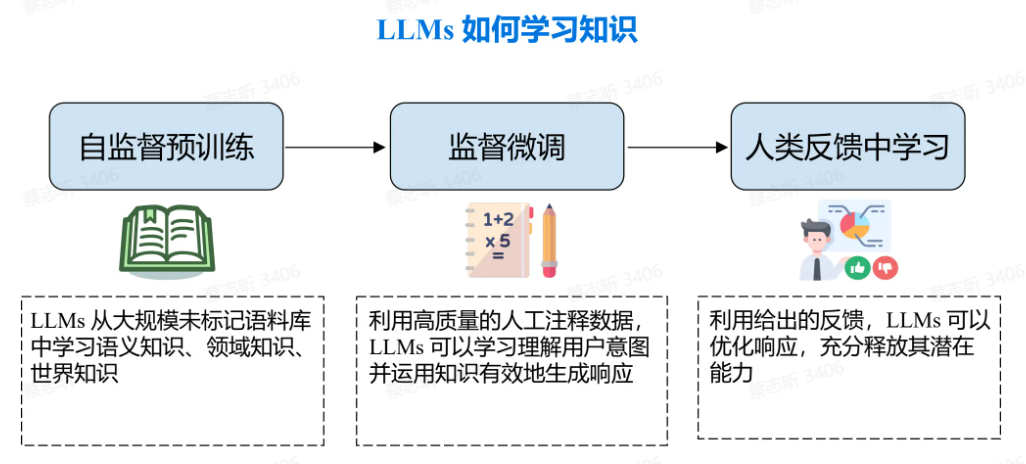 LLMs 如何学习知识
自监督预训练
监督微调
人类反馈中学习
1+2
x 5
=
LLMs 从大规模未标记语料库
中学习语义知识、领域知识、
世界知识
利用高质量的人工注释数据，
LLMs 可以学习理解用户意图
并运用知识有效地生成响应
利用给出的反馈，LLMs 可以
优化响应，充分释放其潜在
能力
蔡志昕 3406